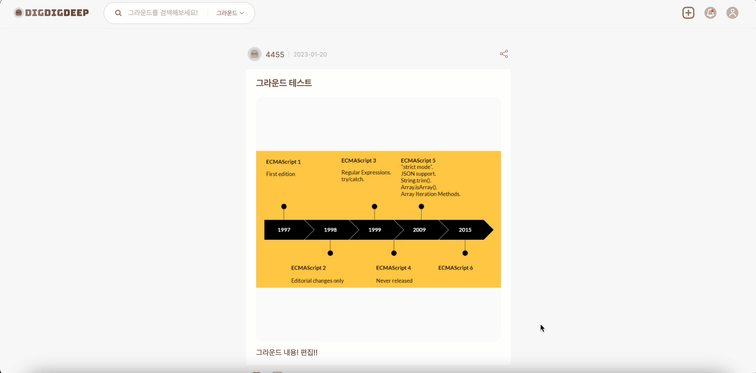 DIGDIGDEEP
그라운드를 검색해보세요!
그라운드
4455
2023-01-20
그라운드 테스트
ECMAScript 1
First edition
ECMAScript 3
Regular Expressions.
try/catch.
ECMAScript 5
"strict mode".
JSON support.
String.trim().
Array.isArray().
Array Iteration Methods.
1997
1998
1999
2009
2015
ECMAScript 2
Editorial changes only
ECMAScript 4
Never released
ECMAScript 6
그라운드 내용! 편집!!